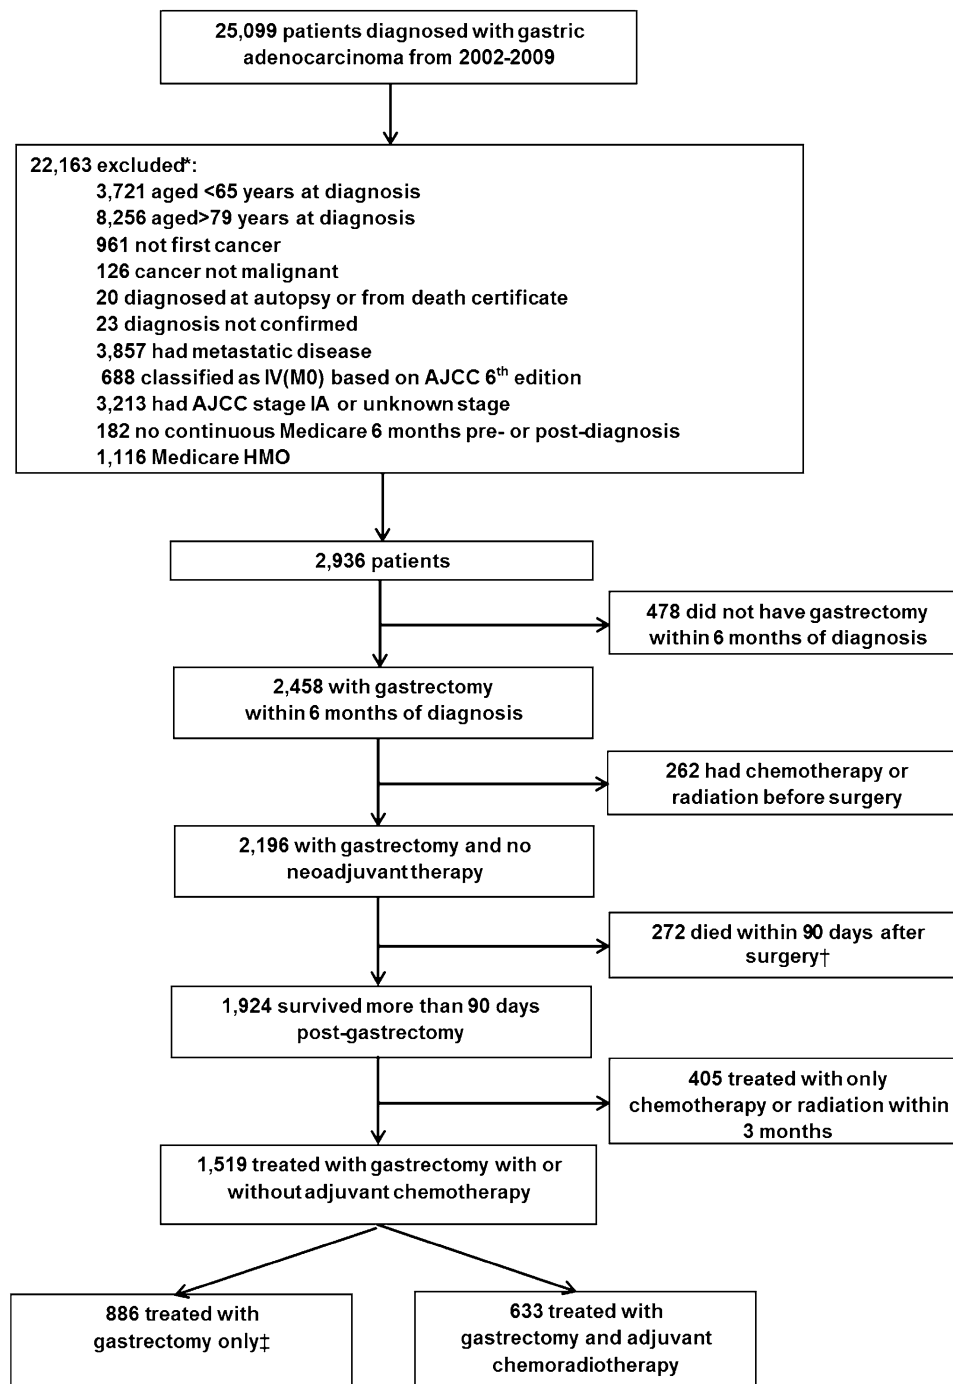 25,099 patients diagnosed with gastric
adenocarcinoma from 2002-2009
22,163 excluded*:
3,721 aged <65 years at diagnosis
8,256 aged>79 years at diagnosis
961 not first cancer
126 cancer not malignant
20 diagnosed at autopsy or from death certificate
23 diagnosis not confirmed
3,857 had metastatic disease
688 classified as IV(M0) based on AJCC 6th edition
3,213 had AJCC stage IA or unknown stage
182 no continuous Medicare 6 months pre- or post-diagnosis
1,116 Medicare HMO
2,936 patients
478 did not have gastrectomy
within 6 months of diagnosis
2,458 with gastrectomy
within 6 months of diagnosis
262 had chemotherapy or
radiation before surgery
2,196 with gastrectomy and no
neoadjuvant therapy
272 died within 90 days after
surgery†
1,924 survived more than 90 days
post-gastrectomy
405 treated with only
chemotherapy or radiation within
3 months
1,519 treated with gastrectomy with or
without adjuvant chemotherapy
886 treated with
gastrectomy only‡
633 treated with
gastrectomy and adjuvant
chemoradiotherapy